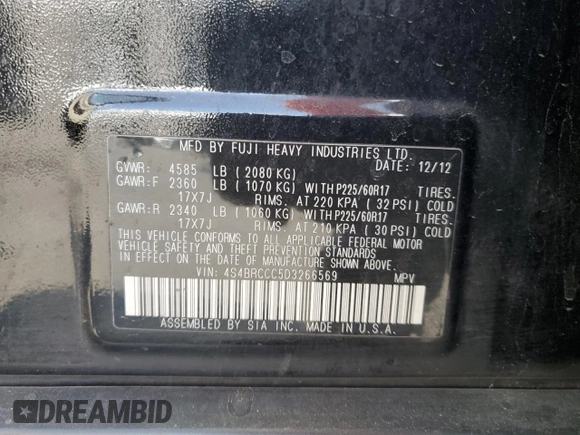 MFD BY FUJI HEAVY INDUSTRIES LTD.
GVWR: 4585 LB (2080 KG) DATE: 12/12
GAWR:F 2360 LB (1070 KG) WITH P225/60R17 TIRES.
17X7J RIMS. AT 220 KPA (32 PSI) COLD
GAWR:R 2340 LB (1060 KG) WITH P225/60R17 TIRES.
17X7J RIMS. AT 210 KPA (30 PSI) COLD
THIS VEHICLE CONFORMS TO ALL APPLICABLE FEDERAL MOTOR
VEHICLE SAFETY AND THEFT PREVENTION STANDARDS
IN EFFECT ON THE DATE OF MANUFACTURE SHOWN ABOVE.
VIN: 4S4BRCCC5D3266569 MPV
ASSEMBLED BY SIA INC. MADE IN U.S.A.
DREAMBID